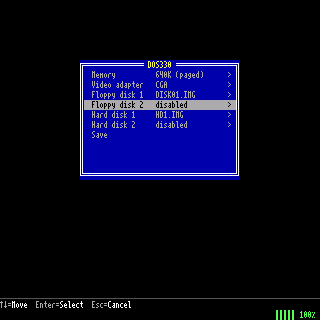 DOS330
Memory 640K (paged) >
Video adapter CGA >
Floppy disk 1 DISK01.IMG >
Floppy disk 2 disabled >
Hard disk 1 HD1.IMG >
Hard disk 2 disabled >
Save
↑↓=Move Enter=Select Esc=Cancel
100%